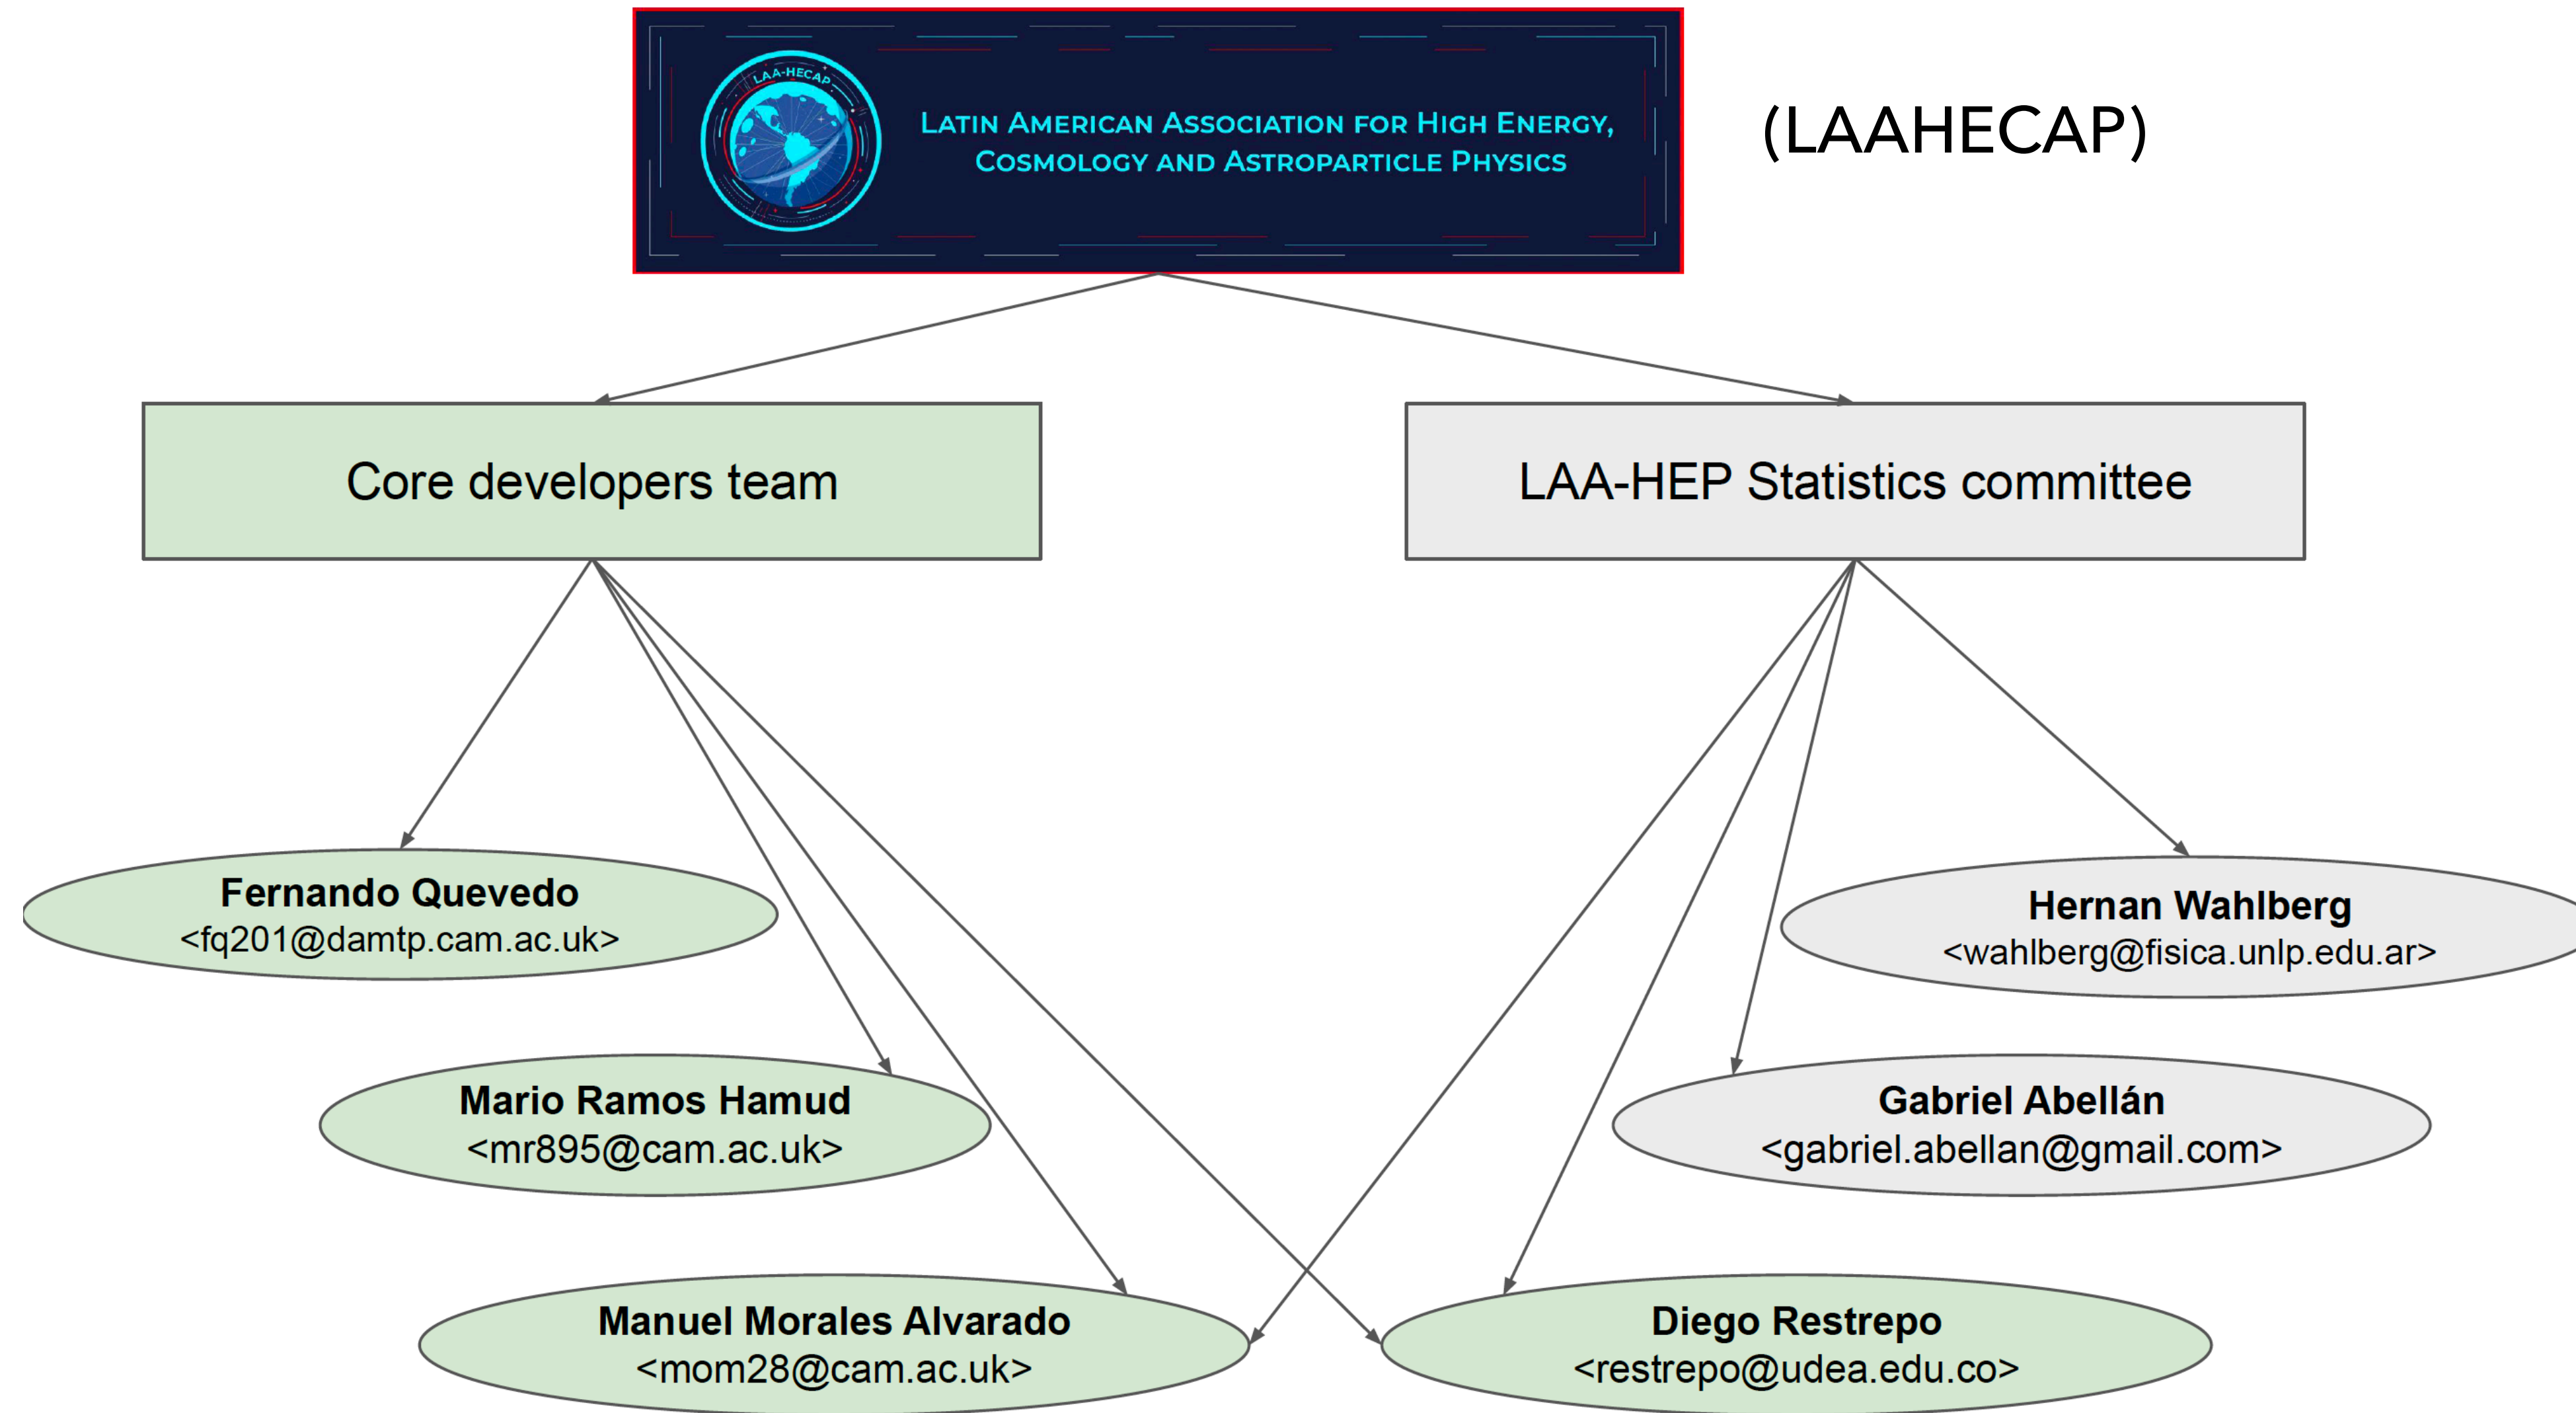 LAA-HECAP
LATIN AMERICAN ASSOCIATION FOR HIGH ENERGY,
COSMOLOGY AND ASTROPARTICLE PHYSICS
(LAAHECAP)
Core developers team
LAA-HEP Statistics committee
Fernando Quevedo
<fq201@damtp.cam.ac.uk>
Hernan Wahlberg
<wahlberg@fisica.unlp.edu.ar>
Mario Ramos Hamud
<mr895@cam.ac.uk>
Gabriel Abellán
<gabriel.abellan@gmail.com>
Manuel Morales Alvarado
<mom28@cam.ac.uk>
Diego Restrepo
<restrepo@udea.edu.co>